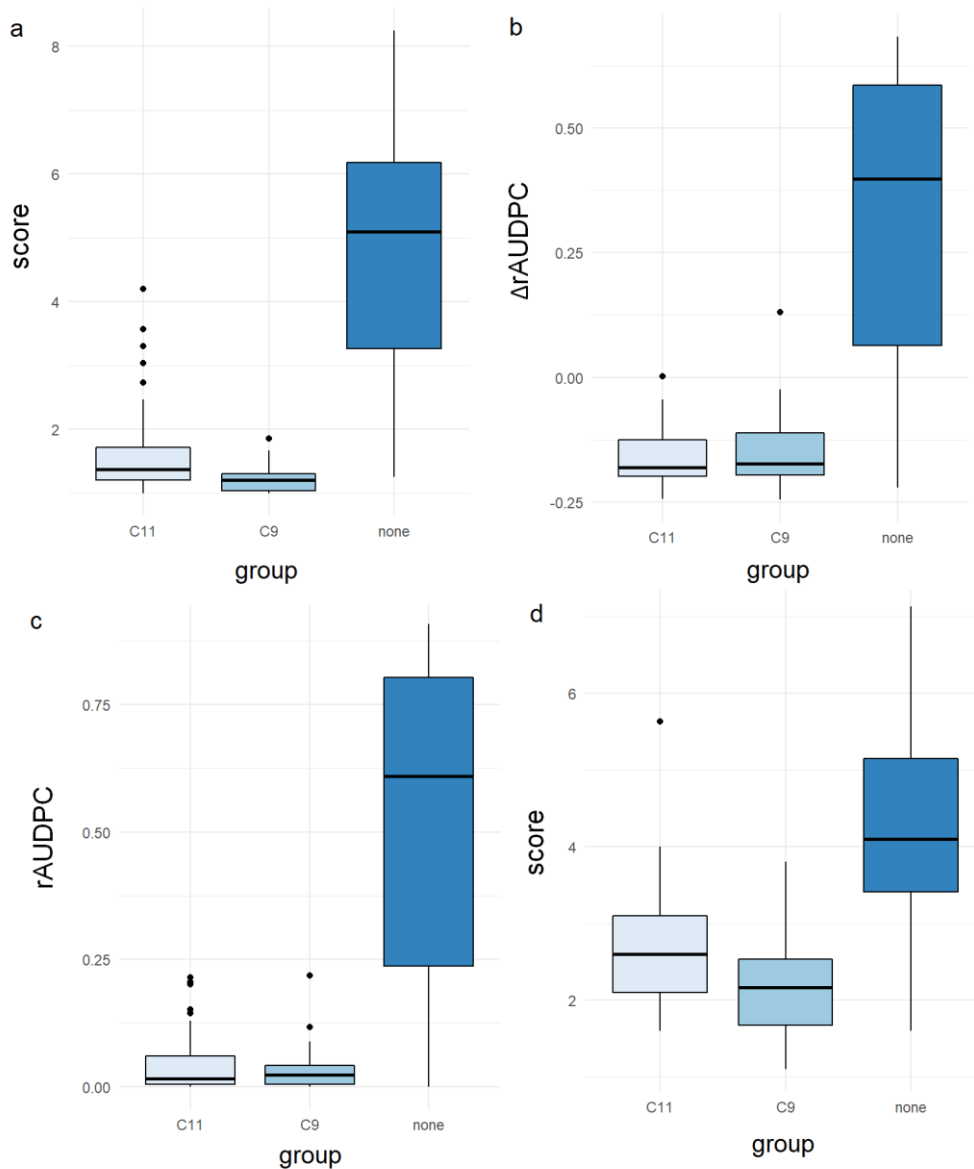 a
score
8
6
4
2
C11 C9 none
group
b
ΔrAUDPC
0.50
0.25
0.00
-0.25
C11 C9 none
group
c
rAUDPC
0.75
0.50
0.25
0.00
C11 C9 none
group
d
score
6
4
2
C11 C9 none
group